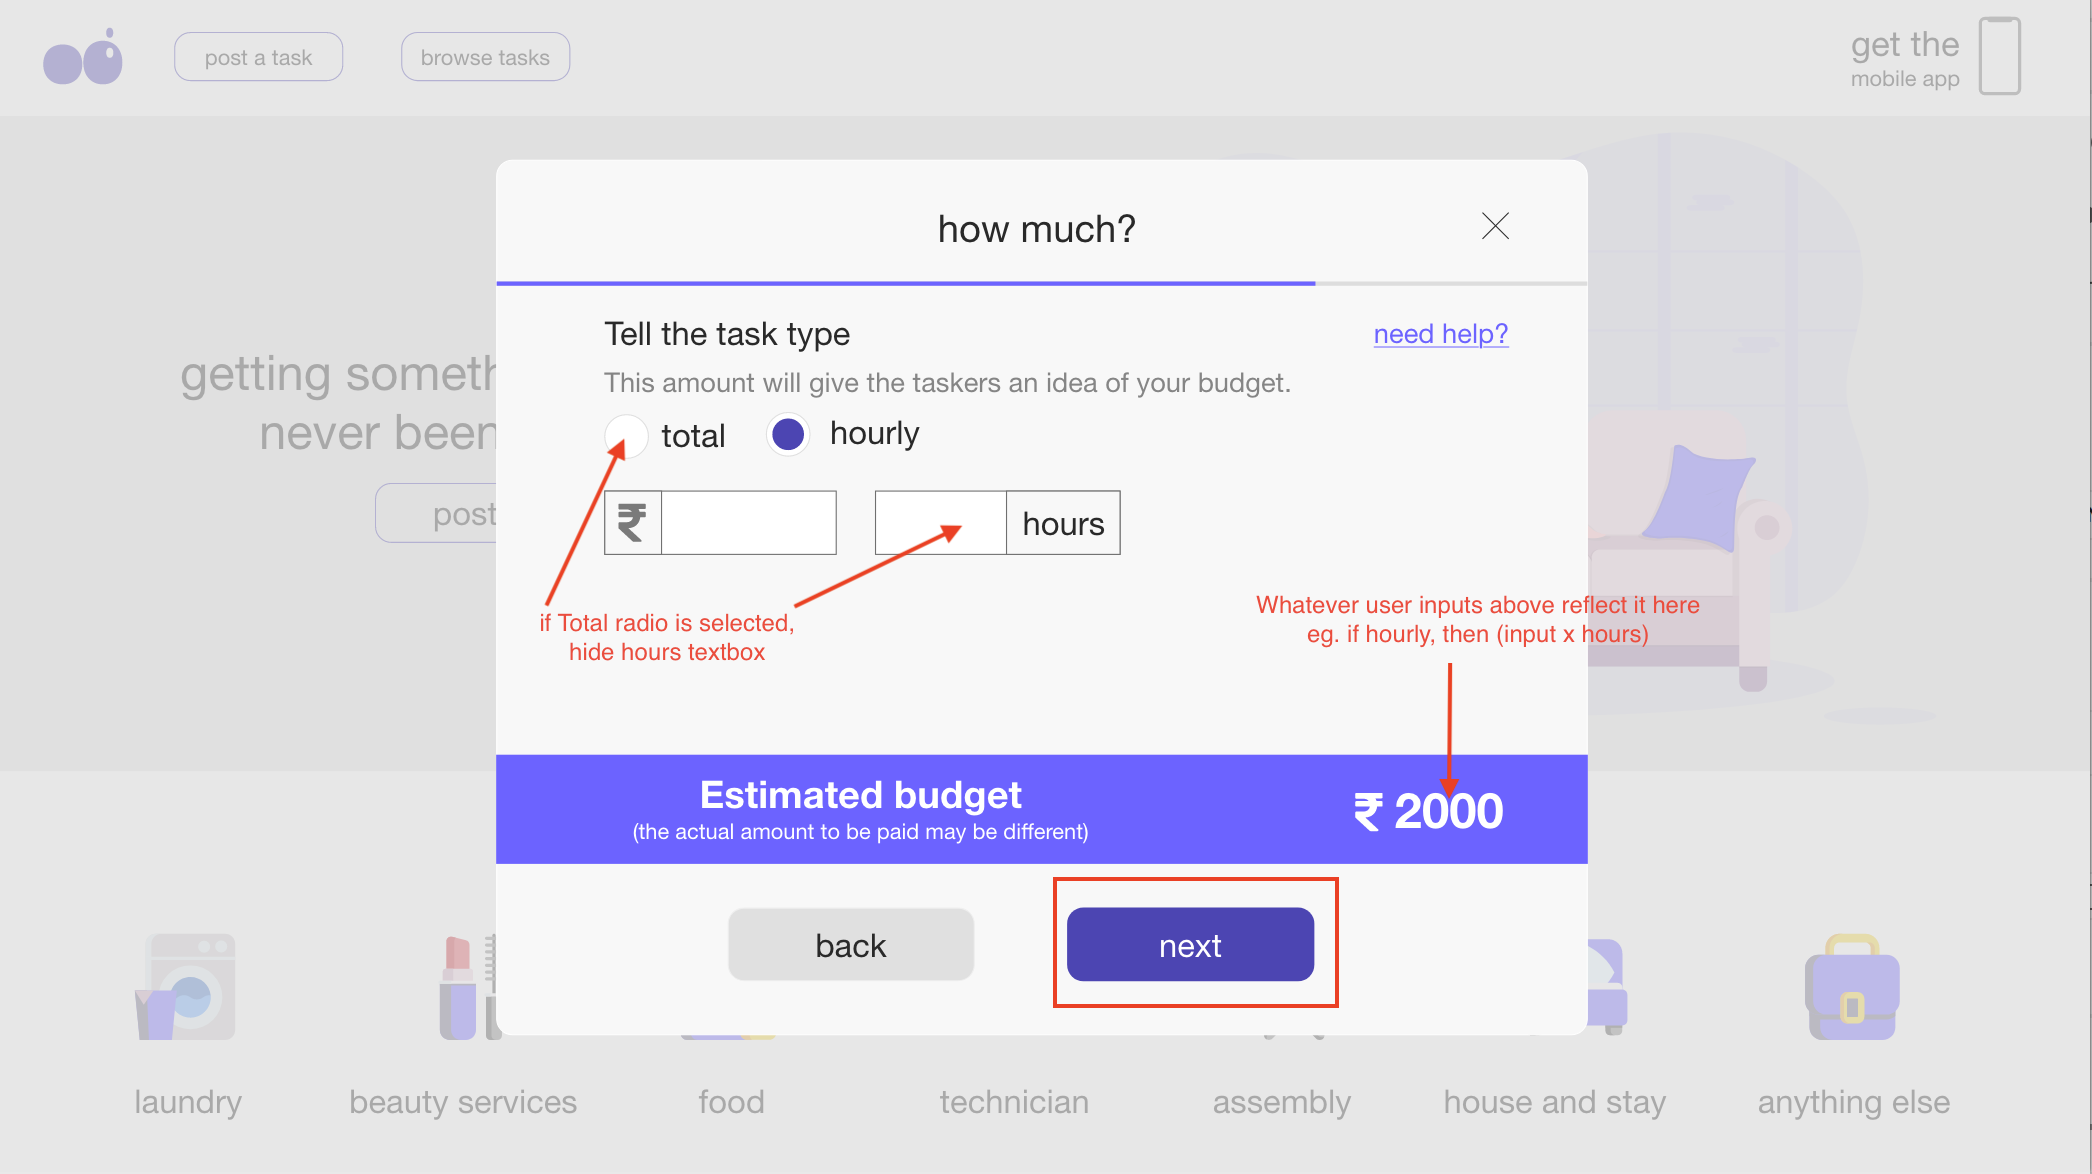 post a task
browse tasks
get the
mobile app
how much?
getting someth
never been
post
Tell the task type
need help?
This amount will give the taskers an idea of your budget.
total
hourly
₹
hours
if Total radio is selected,
hide hours textbox
Whatever user inputs above reflect it here
eg. if hourly, then (input x hours)
Estimated budget
(the actual amount to be paid may be different)
₹ 2000
back
next
laundry
beauty services
food
technician
assembly
house and stay
anything else